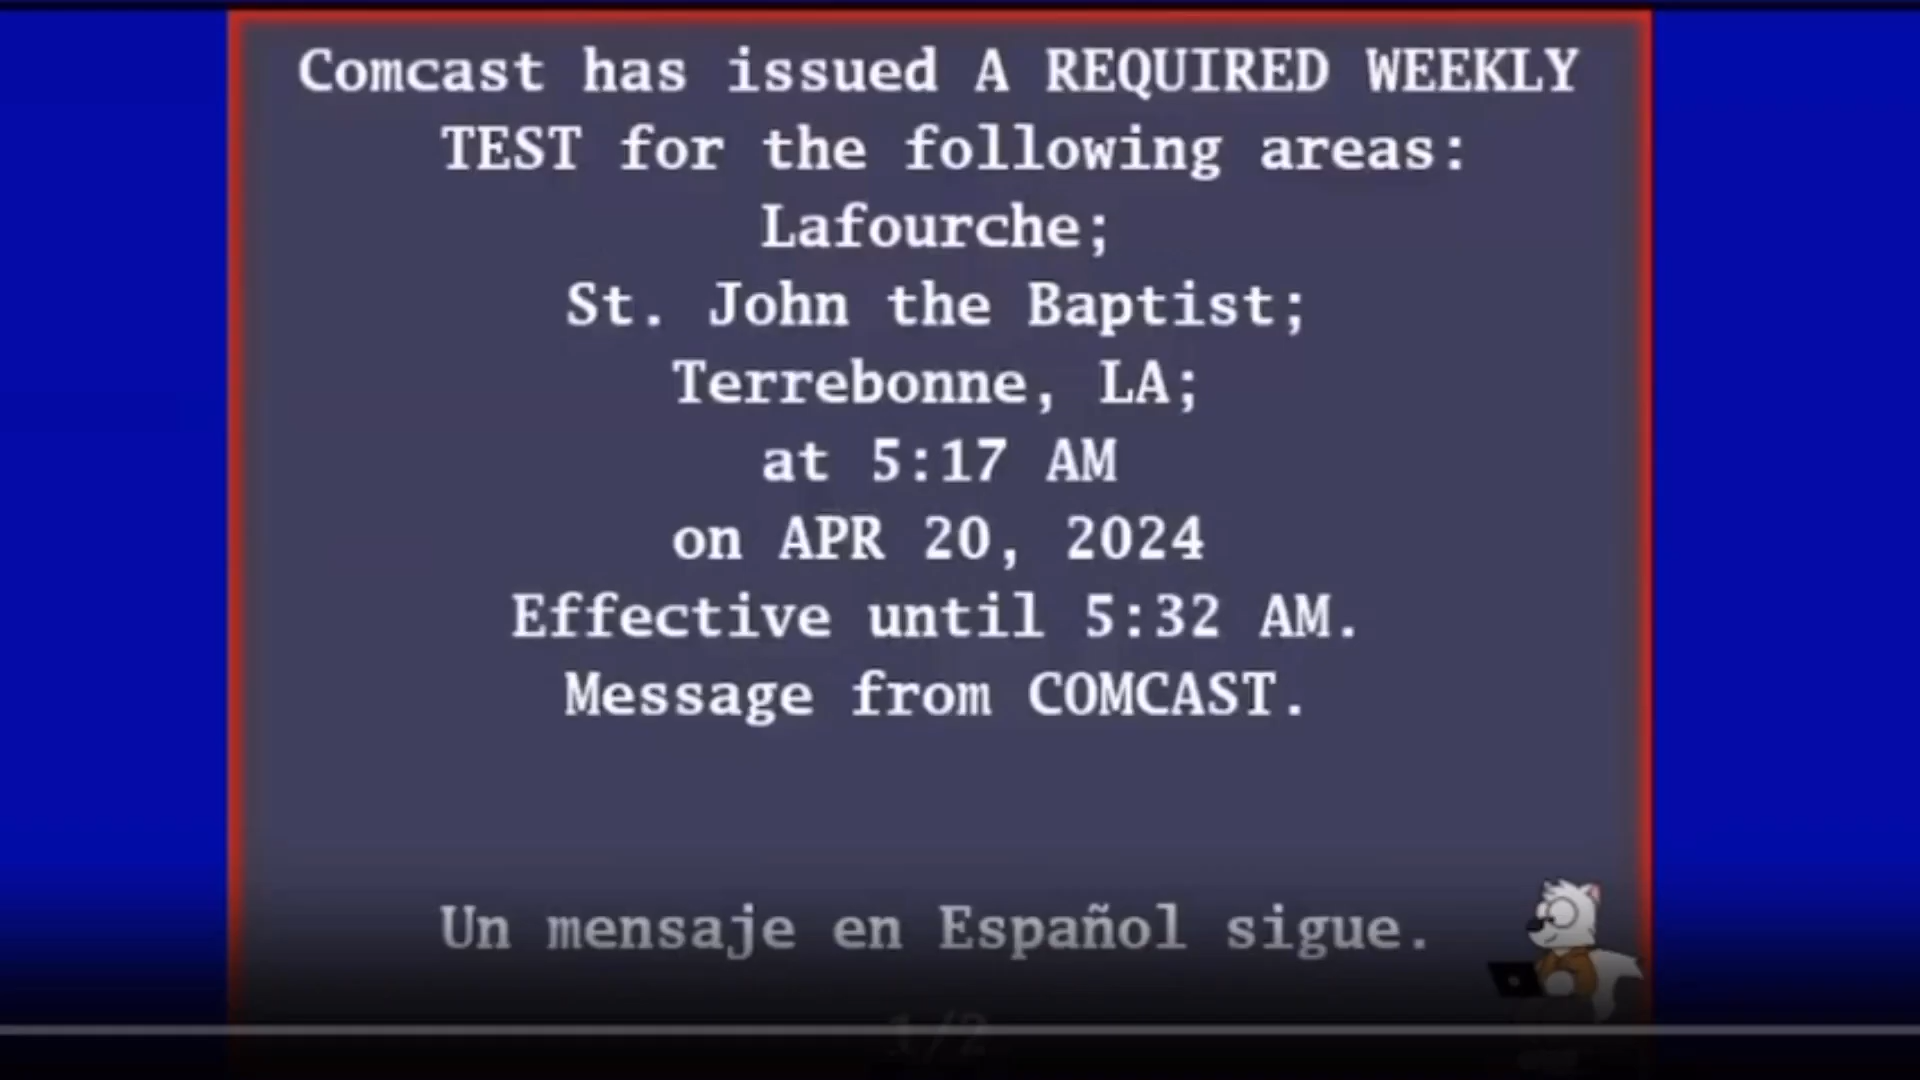 Comcast has issued A REQUIRED WEEKLY
TEST for the following areas:
Lafourche;
St. John the Baptist;
Terrebonne, LA;
at 5:17 AM
on APR 20, 2024
Effective until 5:32 AM.
Message from COMCAST.
Un mensaje en Español sigue.
1/2